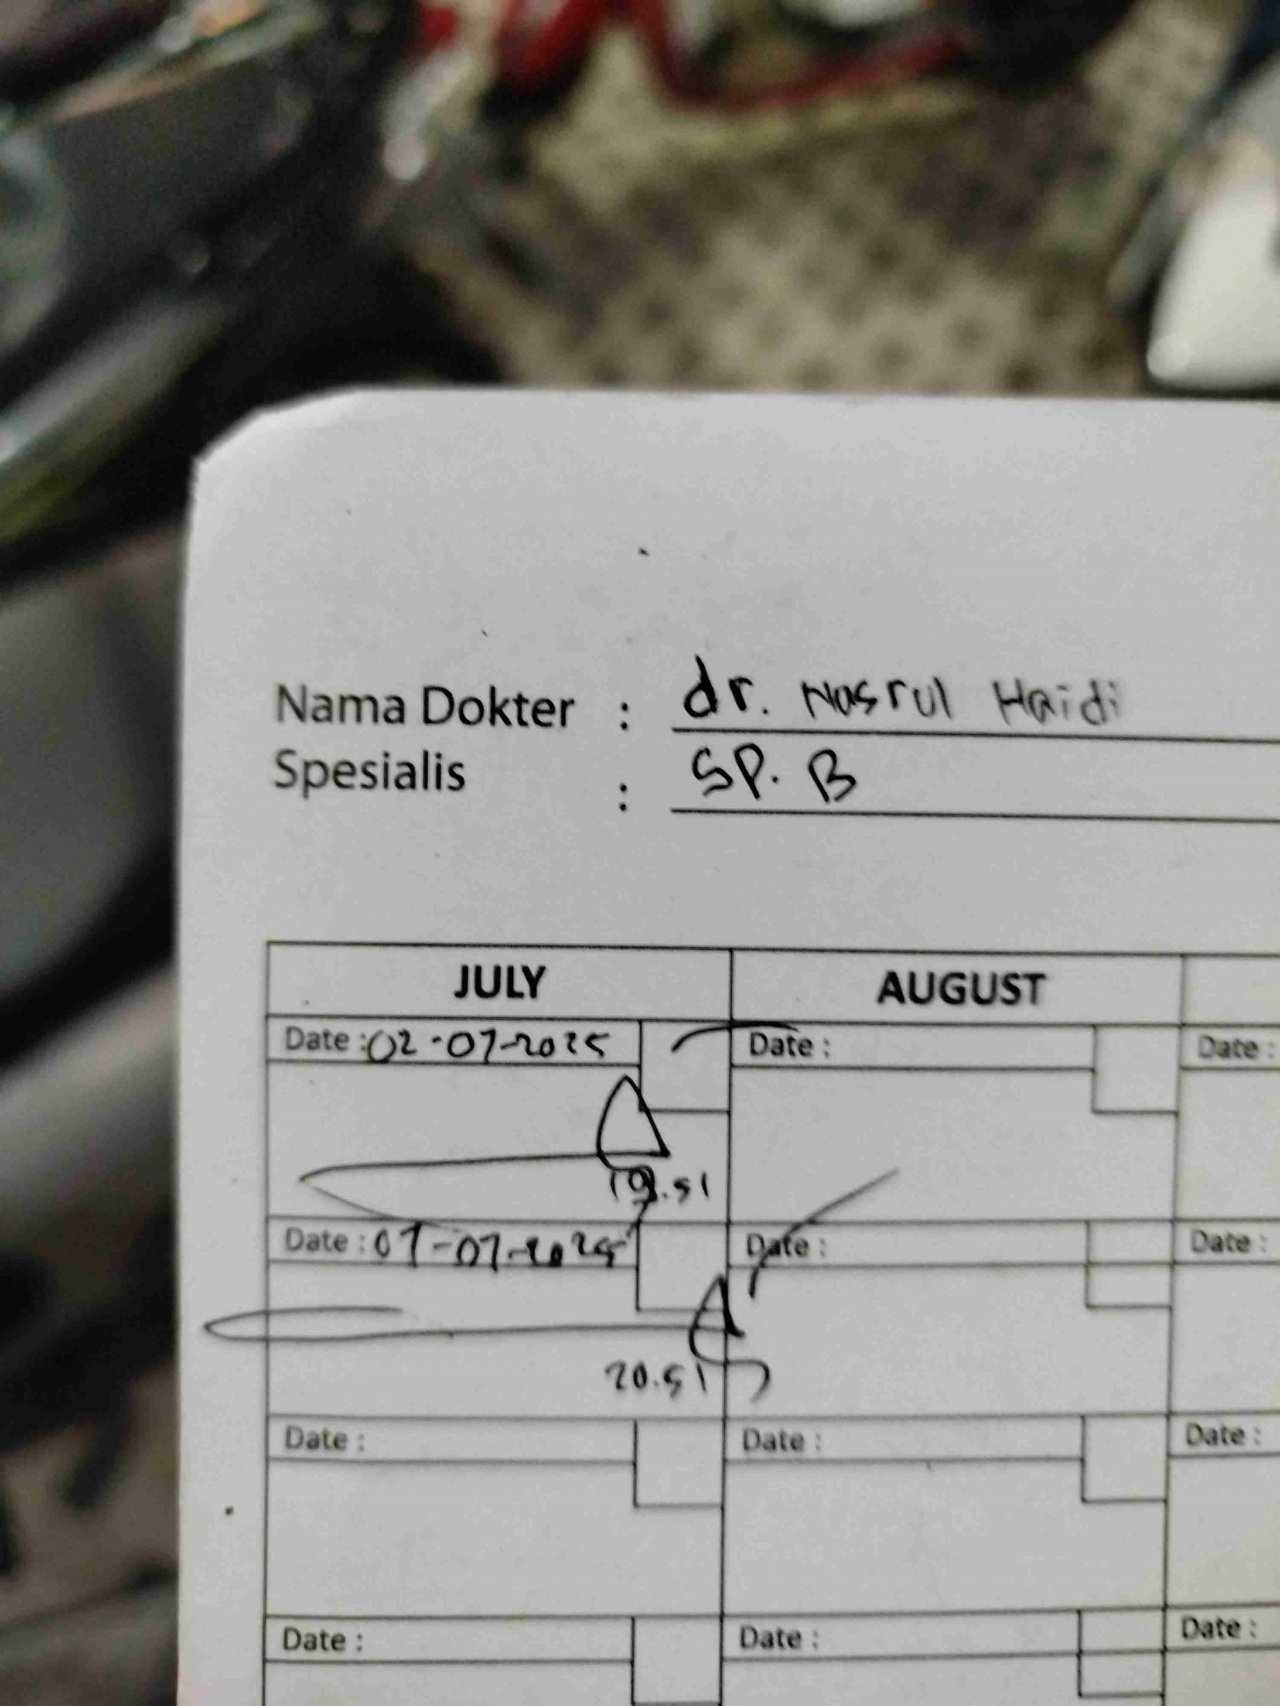 Nama Dokter : dr. Nasrul Haidi
Spesialis : SP. B
JULY AUGUST
Date : 02-07-2025 Date : Date :
19.51
Date : 07-07-2025 Date : Date :
20.51
Date : Date : Date :
Date : Date : Date :